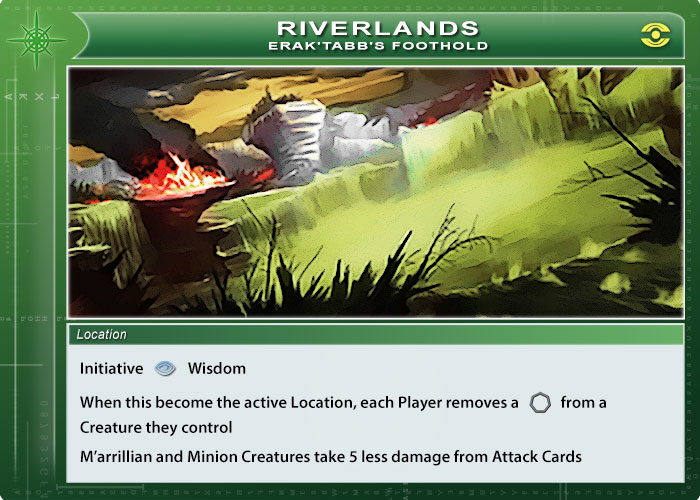 RIVERLANDS
ERAK'TABB'S FOOTHOLD
Location
Initiative Wisdom
When this become the active Location, each Player removes a from a
Creature they control
M'arrillian and Minion Creatures take 5 less damage from Attack Cards